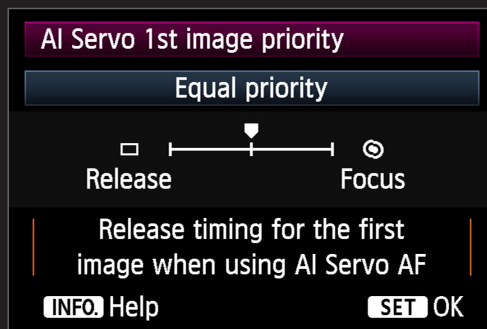 AI Servo 1st image priority
Equal priority
Release Focus
Release timing for the first
image when using AI Servo AF
INFO. Help SET OK